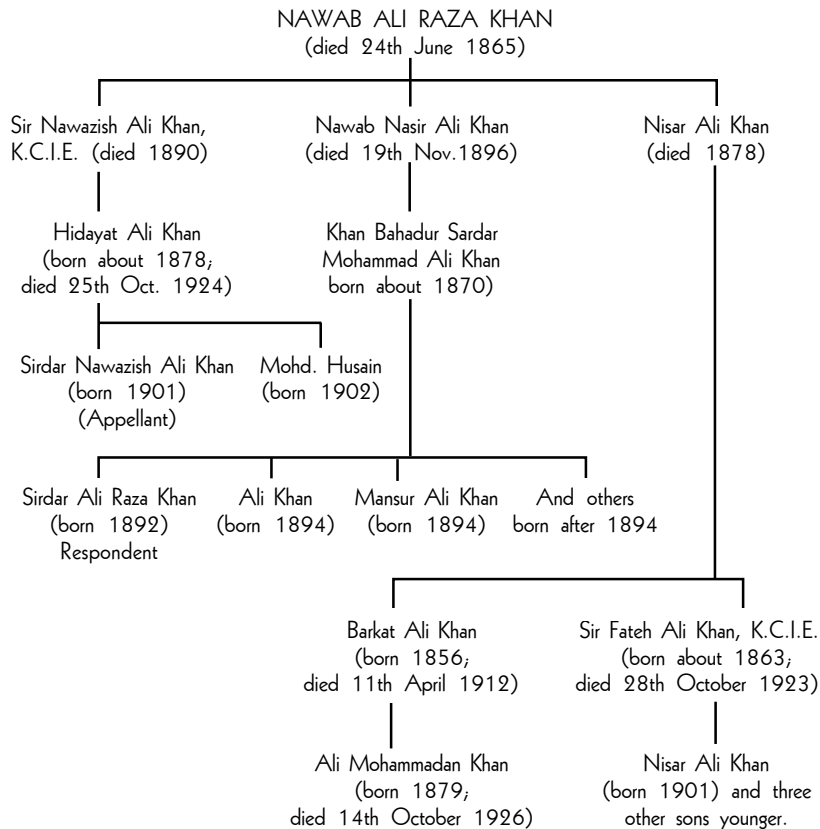 NAWAB ALI RAZA KHAN
(died 24th June 1865)
Sir Nawazish Ali Khan,
K.C.I.E. (died 1890)
Nawab Nasir Ali Khan
(died 19th Nov.1896)
Nisar Ali Khan
(died 1878)
Hidayat Ali Khan
(born about 1878;
died 25th Oct. 1924)
Khan Bahadur Sardar
Mohammad Ali Khan
born about 1870)
Sirdar Nawazish Ali Khan
(born 1901)
(Appellant)
Mohd. Husain
(born 1902)
Sirdar Ali Raza Khan
(born 1892)
Respondent
Ali Khan
(born 1894)
Mansur Ali Khan
(born 1894)
And others
born after 1894
Barkat Ali Khan
(born 1856;
died 11th April 1912)
Sir Fateh Ali Khan, K.C.I.E.
(born about 1863;
died 28th October 1923)
Ali Mohammadan Khan
(born 1879;
died 14th October 1926)
Nisar Ali Khan
(born 1901) and three
other sons younger.